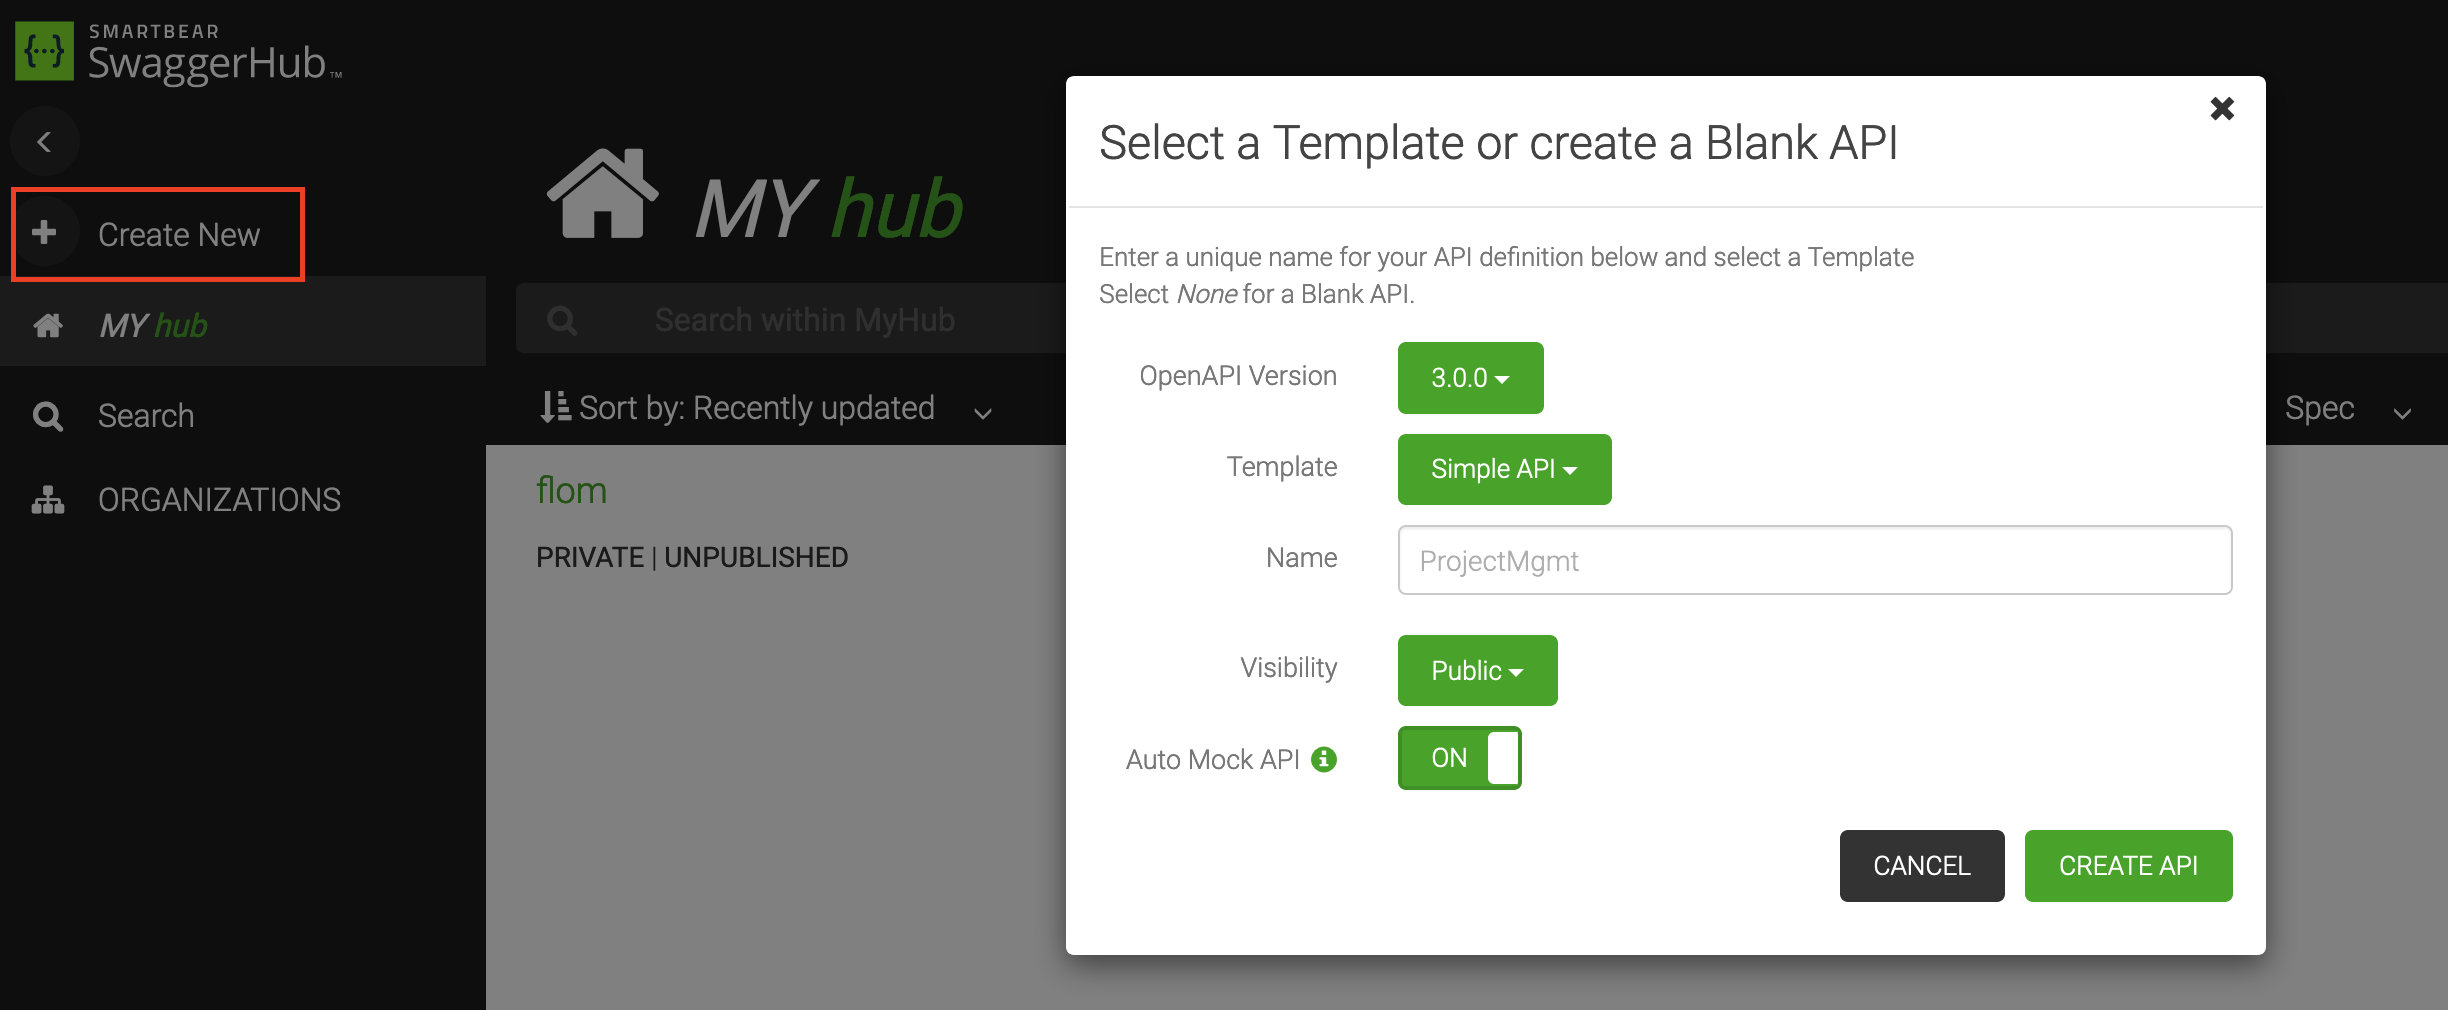 SMARTBEAR
SwaggerHub™
Create New
MY hub
Search
ORGANIZATIONS
MY hub
Search within MyHub
Sort by: Recently updated
Spec
flom
PRIVATE | UNPUBLISHED
Select a Template or create a Blank API
Enter a unique name for your API definition below and select a Template
Select None for a Blank API.
OpenAPI Version 3.0.0
Template Simple API
Name ProjectMgmt
Visibility Public
Auto Mock API ON
CANCEL CREATE API